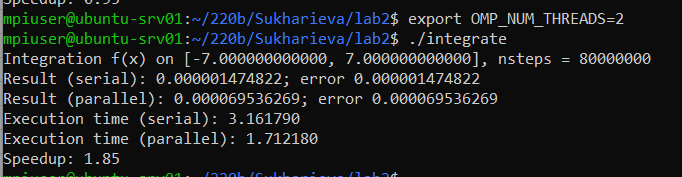 Speedup: 0.99
mpiuser@ubuntu-srv01:~/220b/Sukharieva/lab2$ export OMP_NUM_THREADS=2
mpiuser@ubuntu-srv01:~/220b/Sukharieva/lab2$ ./integrate
Integration f(x) on [-7.000000000000, 7.000000000000], nsteps = 80000000
Result (serial): 0.000001474822; error 0.000001474822
Result (parallel): 0.000069536269; error 0.000069536269
Execution time (serial): 3.161790
Execution time (parallel): 1.712180
Speedup: 1.85
mpiuser@ubuntu-srv01:~/220b/Sukharieva/lab2$